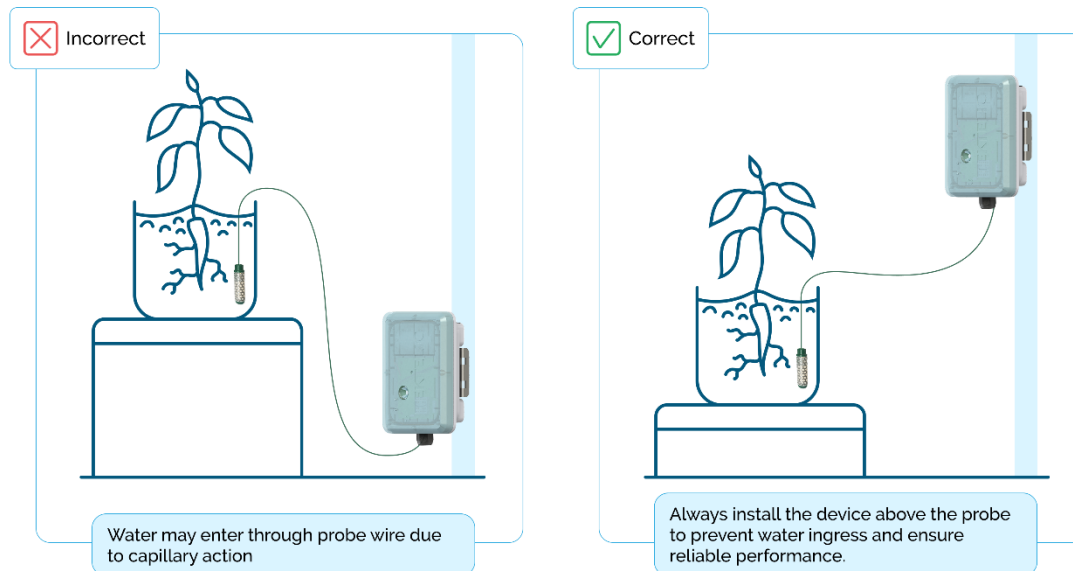 Incorrect
Water may enter through probe wire due
to capillary action
Correct
Always install the device above the probe
to prevent water ingress and ensure
reliable performance.